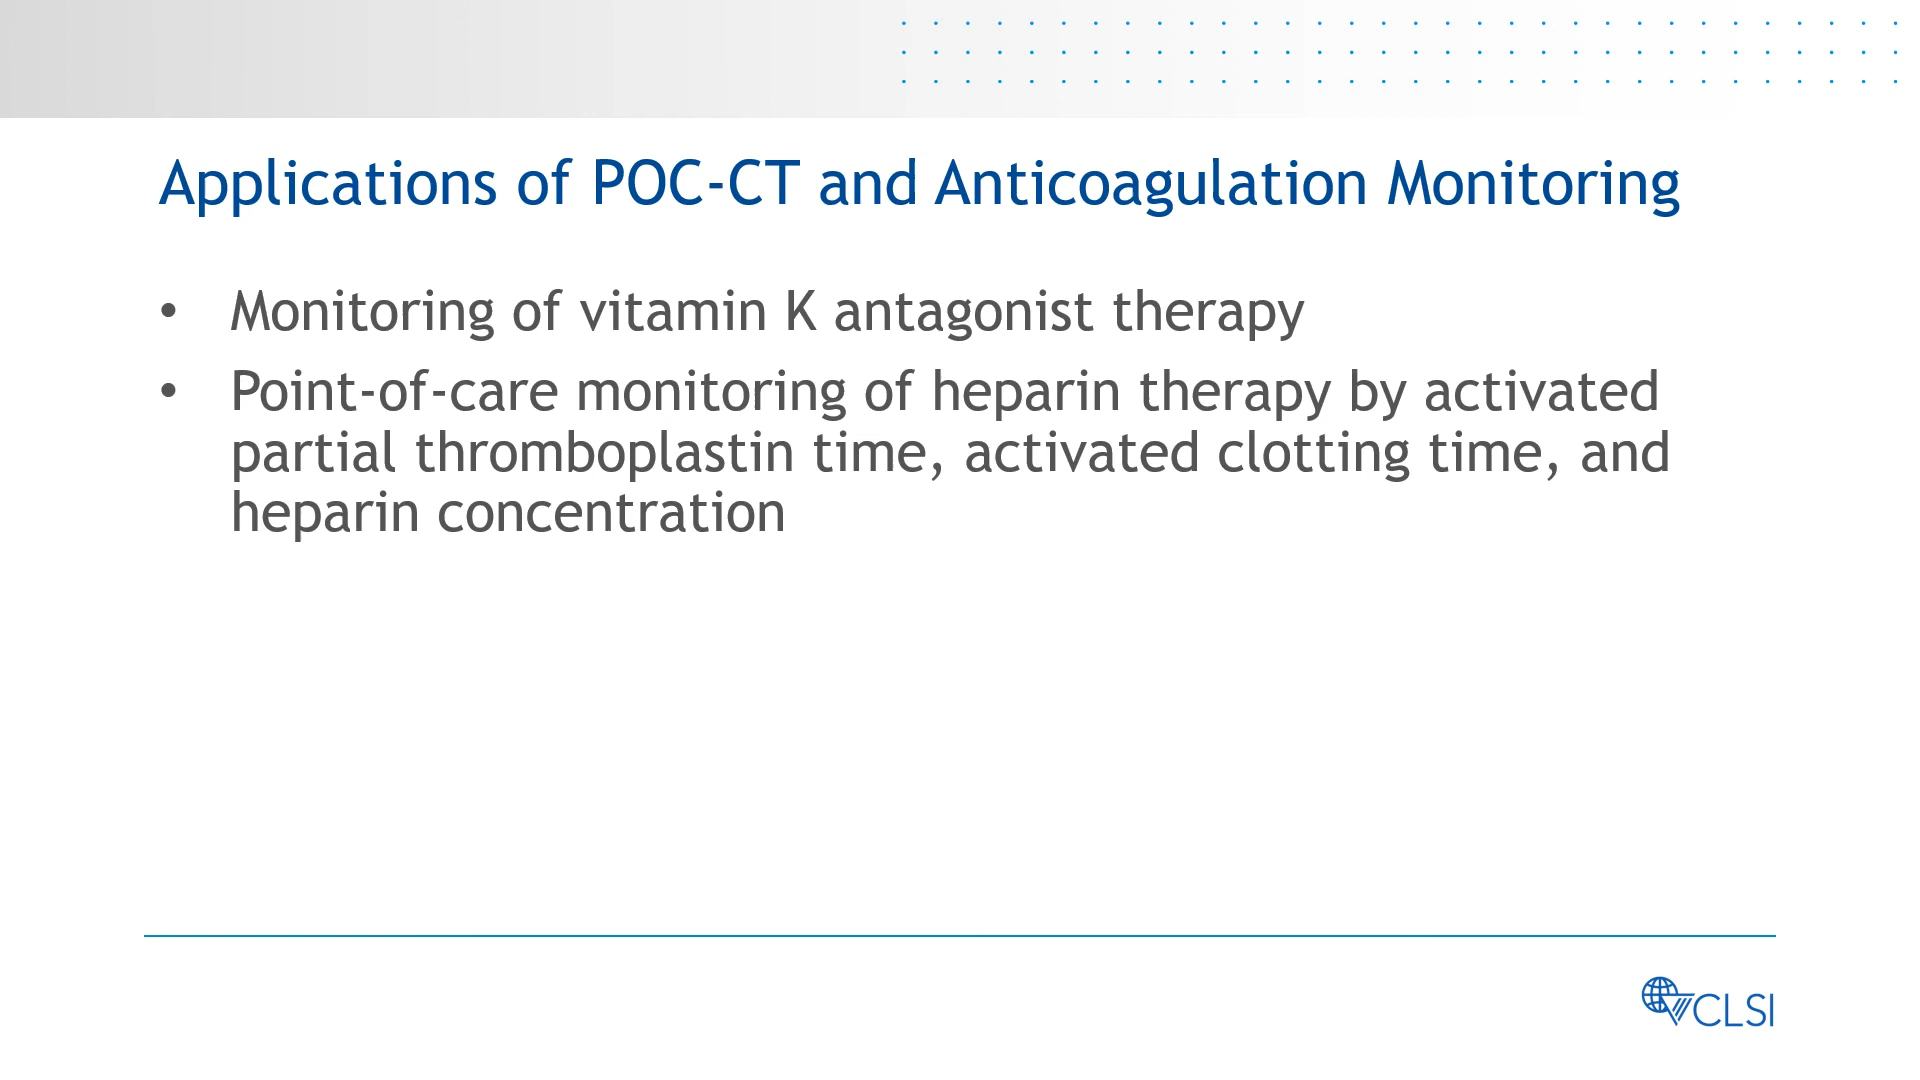 Applications of POC-CT and Anticoagulation Monitoring
• Monitoring of vitamin K antagonist therapy
• Point-of-care monitoring of heparin therapy by activated
partial thromboplastin time, activated clotting time, and
heparin concentration
CLSI